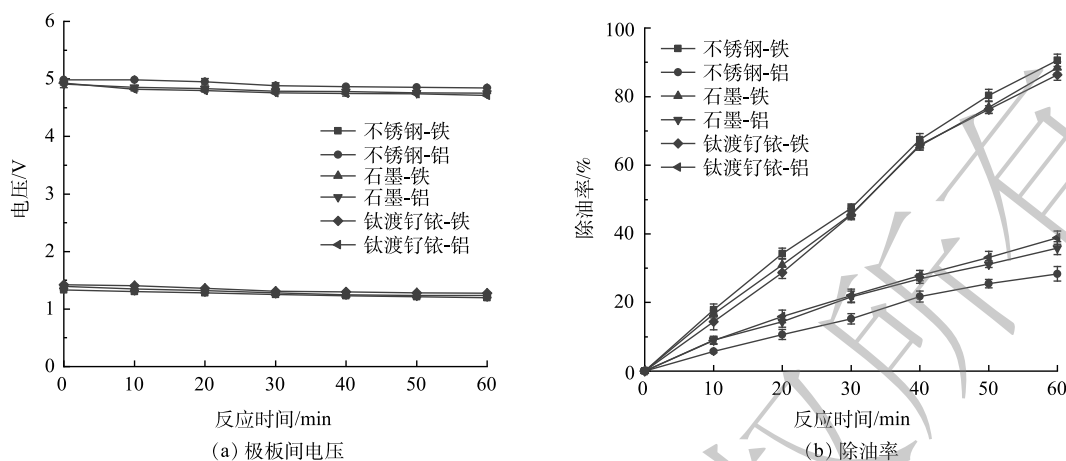 7
6
5
4
3
2
1
0
电压/V
不锈钢-铁
不锈钢-铝
石墨-铁
石墨-铝
钛渡钌铱-铁
钛渡钌铱-铝
0 10 20 30 40 50 60
反应时间/min
(a) 极板间电压
100
80
60
40
20
0
除油率/%
不锈钢-铁
不锈钢-铝
石墨-铁
石墨-铝
钛渡钌铱-铁
钛渡钌铱-铝
0 10 20 30 40 50 60
反应时间/min
(b) 除油率
所有